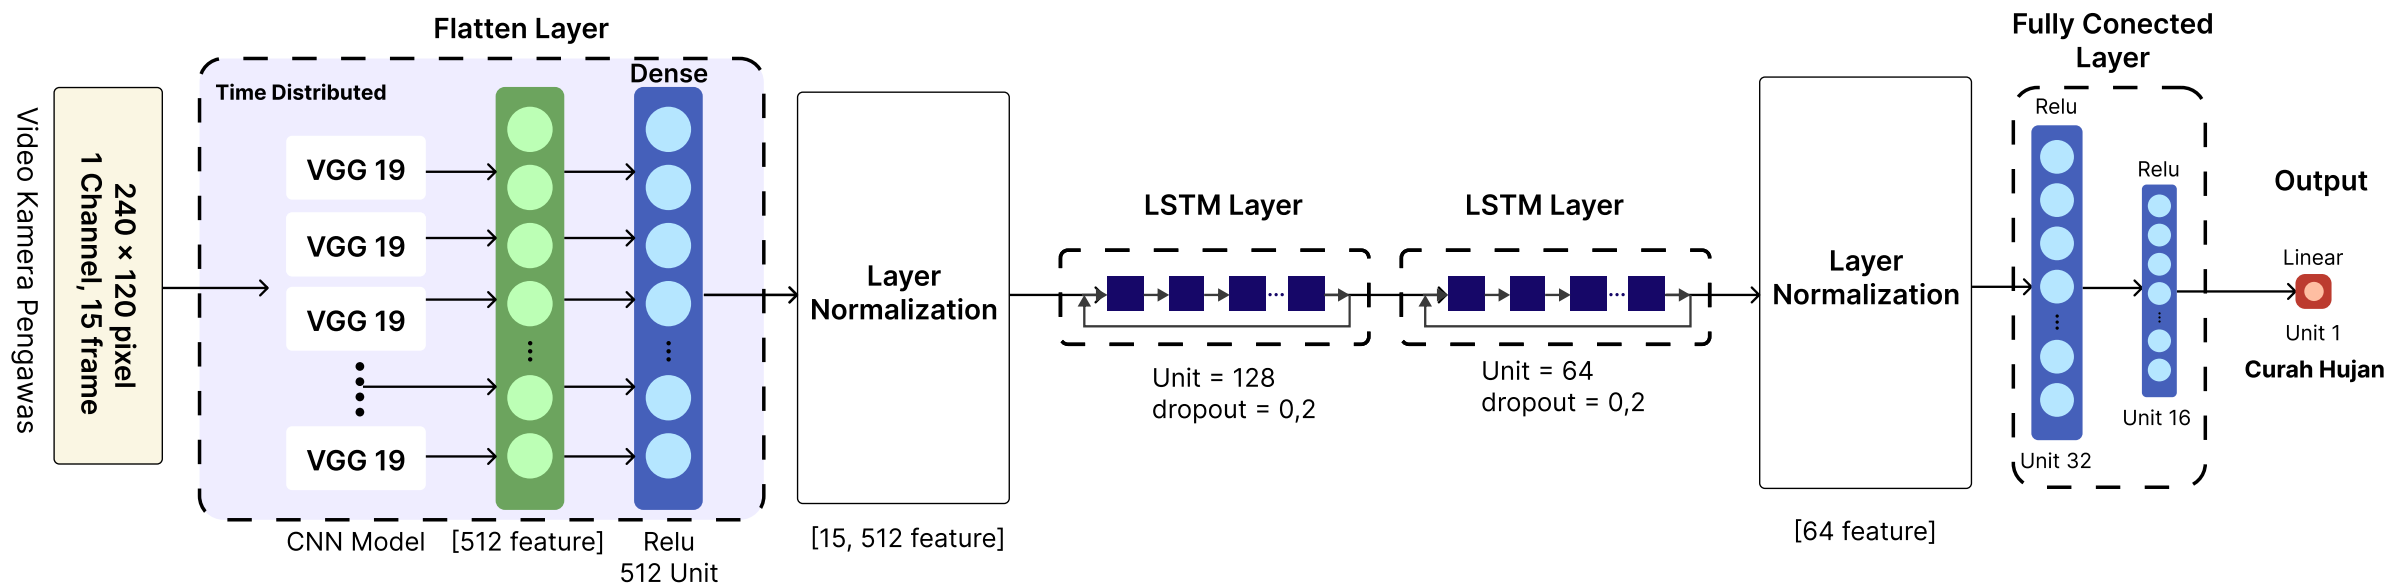 Video Kamera Pengawas
240 × 120 pixel
1 Channel, 15 frame
Flatten Layer
Time Distributed
Dense
VGG 19
VGG 19
VGG 19
VGG 19
CNN Model
[512 feature]
Relu
512 Unit
Layer
Normalization
[15, 512 feature]
LSTM Layer
Unit = 128
dropout = 0,2
LSTM Layer
Unit = 64
dropout = 0,2
Layer
Normalization
[64 feature]
Fully Conected
Layer
Relu
Unit 32
Relu
Unit 16
Output
Linear
Unit 1
Curah Hujan